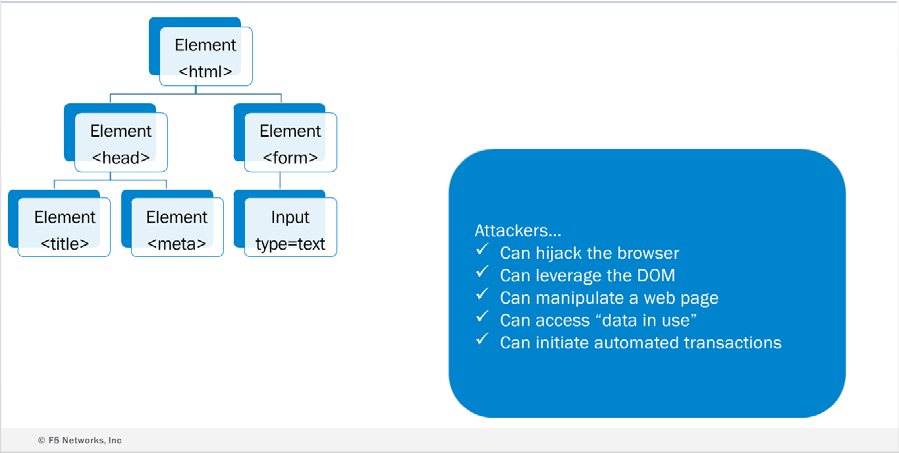 Element
<html>
Element
<head>
Element
<form>
Element
<title>
Element
<meta>
Input
type=text
Attackers...
✓ Can hijack the browser
✓ Can leverage the DOM
✓ Can manipulate a web page
✓ Can access “data in use”
✓ Can initiate automated transactions
© F5 Networks, Inc